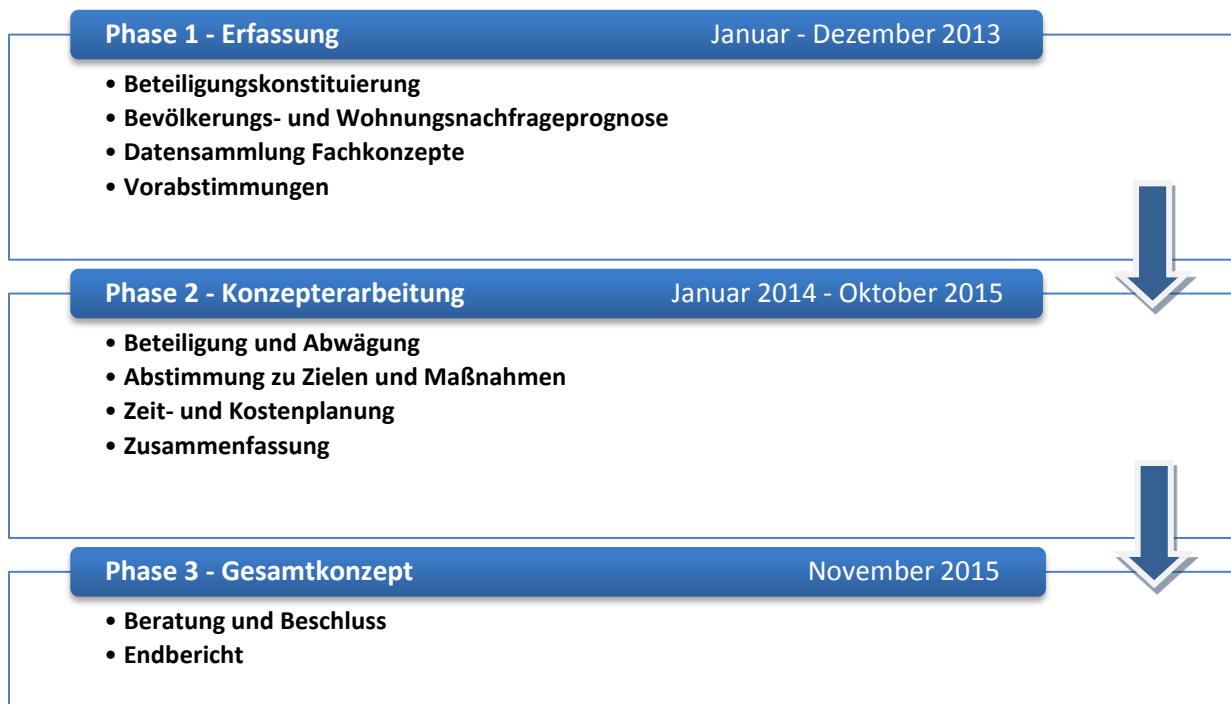 Phase 1 - Erfassung Januar - Dezember 2013
• Beteiligungskonstituierung
• Bevölkerungs- und Wohnungsnachfrageprognose
• Datensammlung Fachkonzepte
• Vorabstimmungen
Phase 2 - Konzepterarbeitung Januar 2014 - Oktober 2015
• Beteiligung und Abwägung
• Abstimmung zu Zielen und Maßnahmen
• Zeit- und Kostenplanung
• Zusammenfassung
Phase 3 - Gesamtkonzept November 2015
• Beratung und Beschluss
• Endbericht